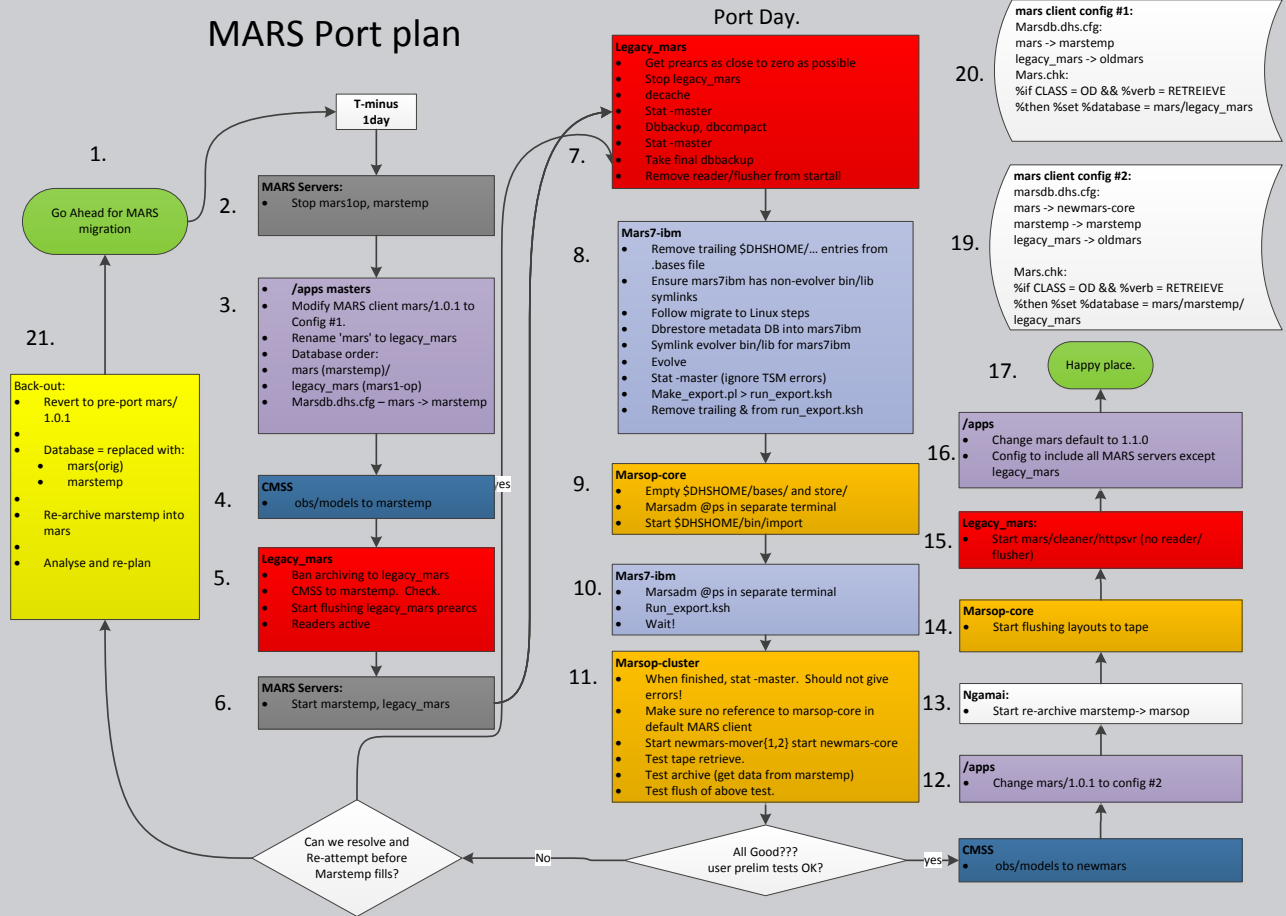 MARS Port plan
Port Day.
1.
Go Ahead for MARS
migration
T-minus
1day
2.
MARS Servers:
• Stop mars1op, marstemp
3.
• /apps masters
• Modify MARS client mars/1.0.1 to
Config #1.
• Rename 'mars' to legacy_mars
• Database order:
• mars (marstemp)/
• legacy_mars (mars1-op)
• Marsdb.dhs.cfg – mars -> marstemp
4.
CMSS
• obs/models to marstemp
5.
Legacy_mars
• Ban archiving to legacy_mars
• CMSS to marstemp. Check.
• Start flushing legacy_mars prearcs
• Readers active
6.
MARS Servers:
• Start marstemp, legacy_mars
7.
Legacy_mars
• Get prearcs as close to zero as possible
• Stop legacy_mars
• decache
• Stat -master
• Dbbackup, dbcompact
• Stat -master
• Take final dbbackup
• Remove reader/flusher from startall
8.
Mars7-ibm
• Remove trailing $DHSHOME/... entries from
.bases file
• Ensure mars7ibm has non-evolver bin/lib
symlinks
• Follow migrate to Linux steps
• Dbrestore metadata DB into mars7ibm
• Symlink evolver bin/lib for mars7ibm
• Evolve
• Stat -master (ignore TSM errors)
• Make_export.pl > run_export.ksh
• Remove trailing & from run_export.ksh
9.
Marsop-core
• Empty $DHSHOME/bases/ and store/
• Marsadm @ps in separate terminal
• Start $DHSHOME/bin/import
10.
Mars7-ibm
• Marsadm @ps in separate terminal
• Run_export.ksh
• Wait!
11.
Marsop-cluster
• When finished, stat -master. Should not give
errors!
• Make sure no reference to marsop-core in
default MARS client
• Start newmars-mover{1,2} start newmars-core
• Test tape retrieve.
• Test archive (get data from marstemp)
• Test flush of above test.
All Good???
user prelim tests OK?
yes
No
Can we resolve and
Re-attempt before
Marstemp fills?
yes
CMSS
• obs/models to newmars
12.
/apps
• Change mars/1.0.1 to config #2
13.
Ngamai:
• Start re-archive marstemp-> marsop
14.
Marsop-core
• Start flushing layouts to tape
15.
Legacy_mars:
• Start mars/cleaner/httpsvr (no reader/
flusher)
16.
/apps
• Change mars default to 1.1.0
• Config to include all MARS servers except
legacy_mars
17.
Happy place.
19.
mars client config #2:
marsdb.dhs.cfg:
mars -> newmars-core
marstemp -> marstemp
legacy_mars -> oldmars
Mars.chk:
%if CLASS = OD && %verb = RETREIEVE
%then %set %database = mars/marstemp/
legacy_mars
20.
mars client config #1:
Marsdb.dhs.cfg:
mars -> marstemp
legacy_mars -> oldmars
Mars.chk:
%if CLASS = OD && %verb = RETREIEVE
%then %set %database = mars/legacy_mars
21.
Back-out:
• Revert to pre-port mars/
1.0.1
•
• Database = replaced with:
• mars(orig)
• marstemp
•
• Re-archive marstemp into
mars
•
• Analyse and re-plan